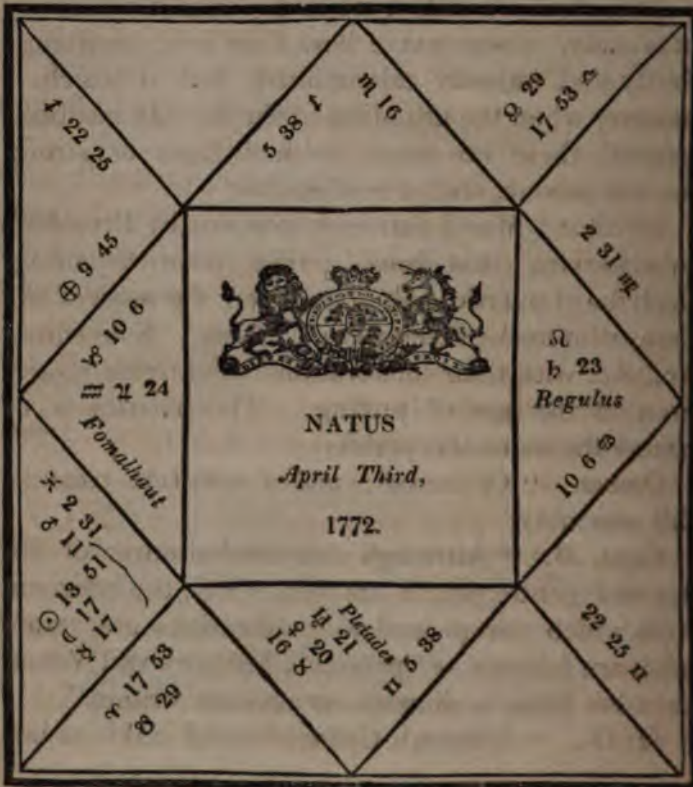 ♐ 22 25
5 38 ♐
♏ 16
☊ 29
17 53 ♎
⊕ 9 45
♑ 10 6
♒ ♃ 24
Fomalhaut
2 31 ♍
♌
♄ 23
Regulus
10 6 ♋
NATUS
April Third,
1772.
♓ 2 31
♂ 11
☉ 13 51
☾ 17
17
♈ 17 53
☋ 29
16 ♉
♀ 20
♅ 21
Pleiades
♊ 5 38
22 25 ♊